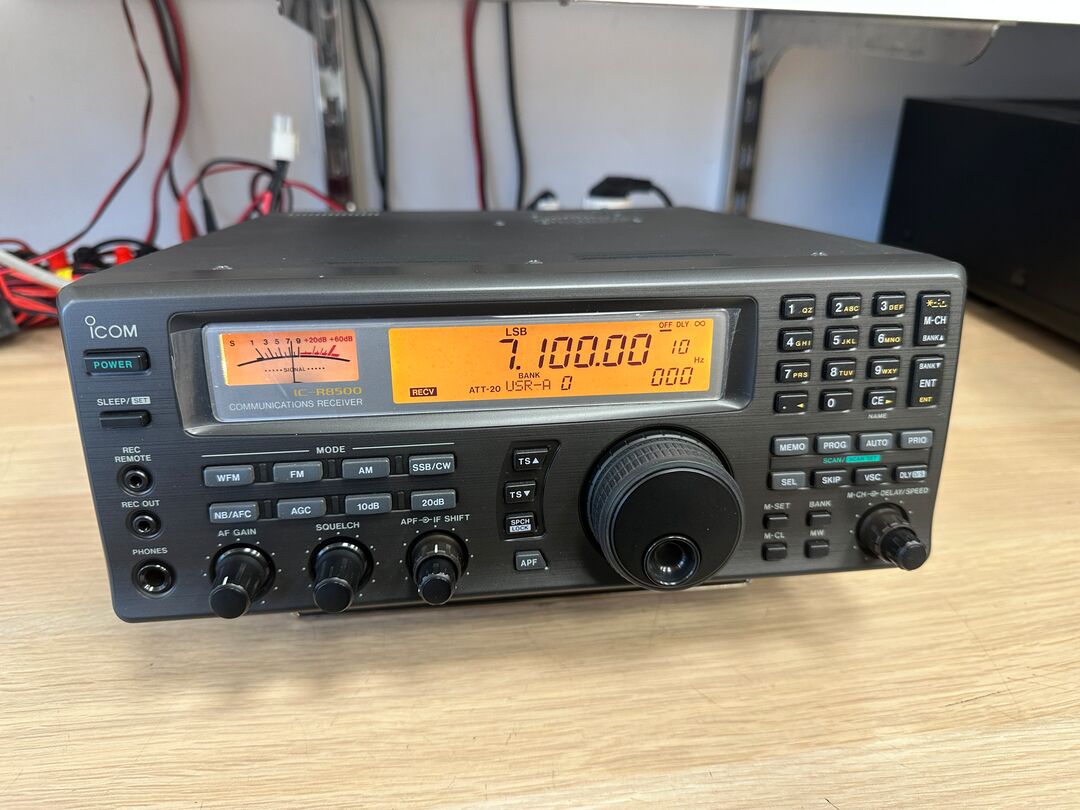 ICOM
POWER
SLEEP/SET
REC
REMOTE
REC OUT
PHONES
S 1 3 5 7 9 +20dB +60dB
SIGNAL
IC-R8500
COMMUNICATIONS RECEIVER
LSB
OFF DLY ∞
7.100.00 10
Hz
BANK
RECV ATT-20 USR-A 0 000
MODE
WFM FM AM SSB/CW
NB/AFC AGC 10dB 20dB
AF GAIN SQUELCH APF IF SHIFT
TS▲
TS▼
SPCH
LOCK
APF
1 QZ 2 ABC 3 DEF
4 GHI 5 JKL 6 MNO
7 PRS 8 TUV 9 WXY
. ◄ 0 CE ►
NAME
M-CH
BANK▲
BANK▼
ENT
ENT
MEMO PROG AUTO PRIO
SCAN/SCAN SET
SEL SKIP VSC DLY
M-CH DELAY/SPEED
M-SET BANK
M-CL MW